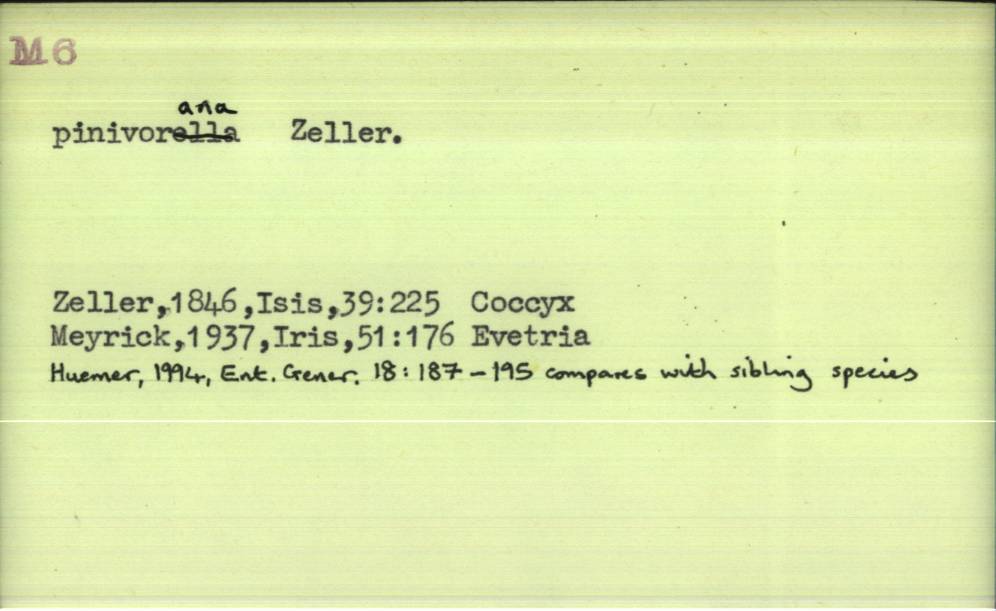 M6
ana
pinivorella Zeller.
Zeller,1846,Isis,39:225 Coccyx
Meyrick,1937,Iris,51:176 Evetria
Huemer, 1994, Ent. Gener. 18: 187 - 195 compares with sibling species